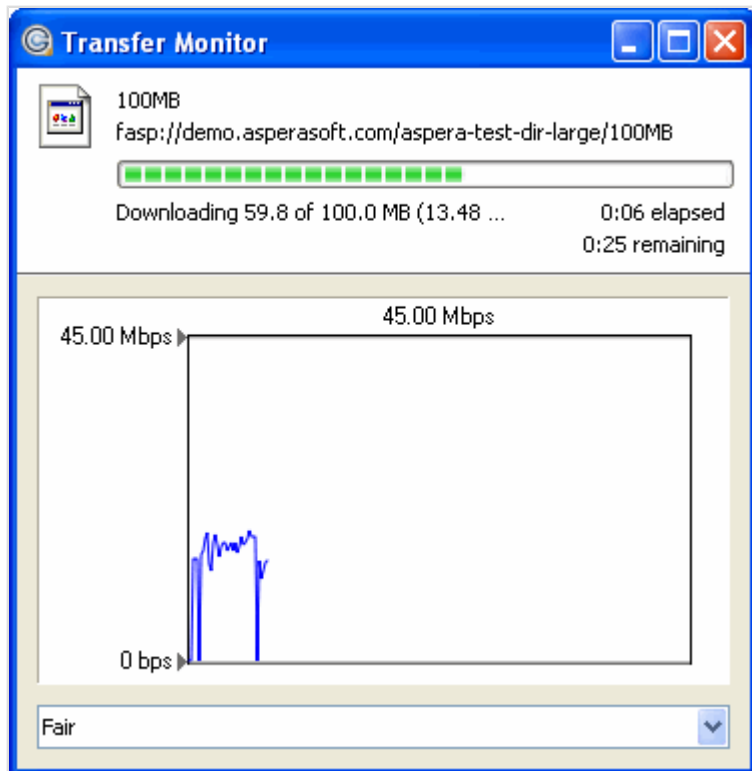 Transfer Monitor
100MB
fasp://demo.asperasoft.com/aspera-test-dir-large/100MB
Downloading 59.8 of 100.0 MB (13.48 ... 0:06 elapsed
0:25 remaining
45.00 Mbps
45.00 Mbps
0 bps
Fair